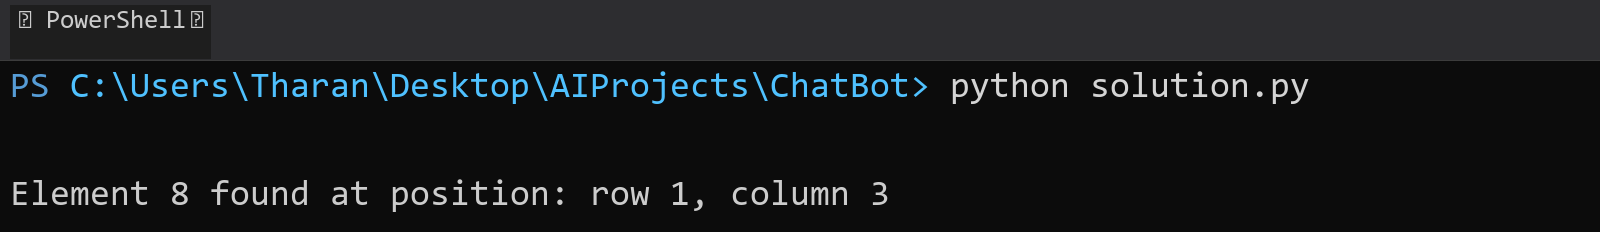 PowerShell
PS C:\Users\Tharan\Desktop\AIProjects\ChatBot> python solution.py
Element 8 found at position: row 1, column 3